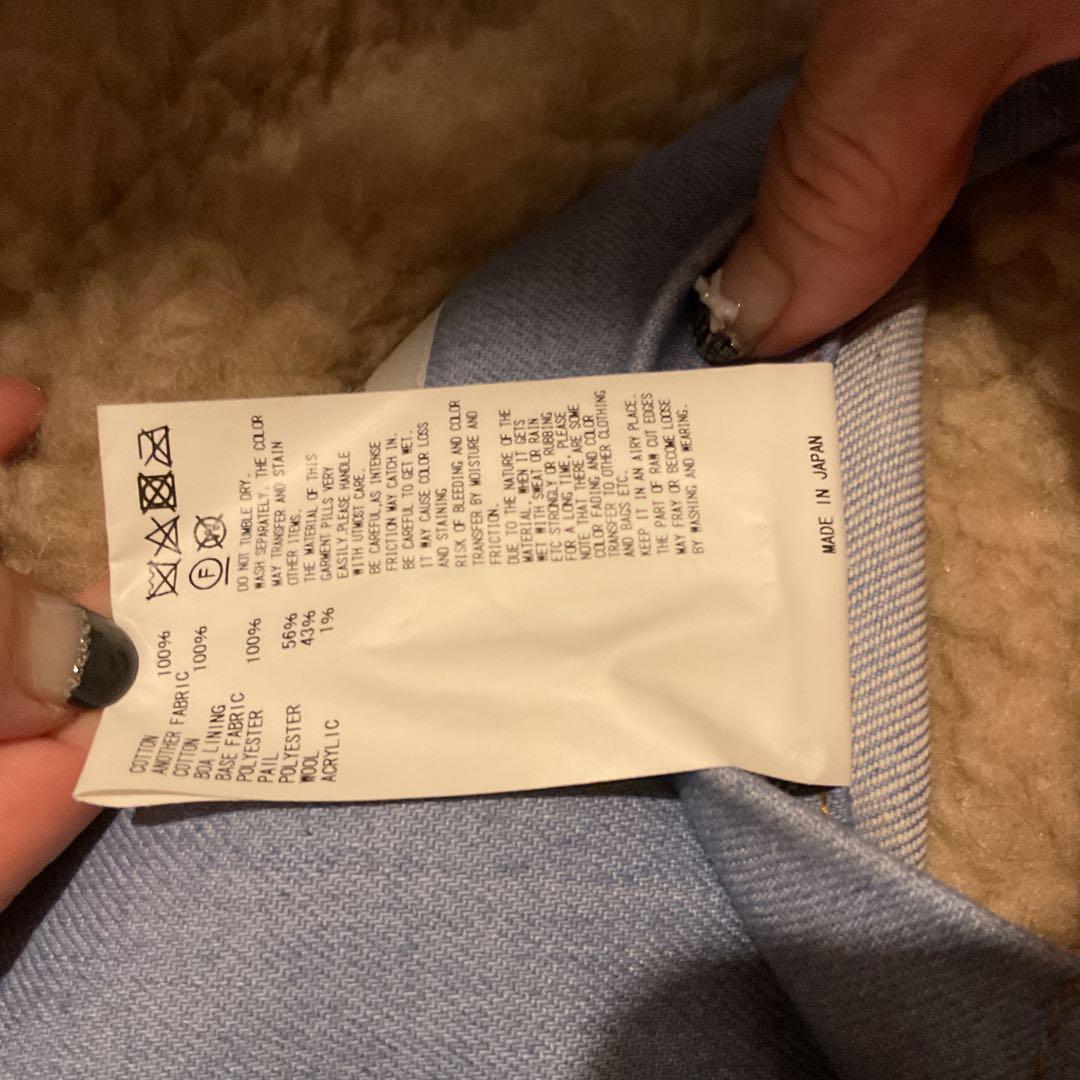 COTTON 100%
ANOTHER FABRIC
COTTON 100%
BOA LINING
BASE FABRIC
POLYESTER 100%
PAIL
POLYESTER 56%
WOOL 43%
ACRYLIC 1%
F
DO NOT TUMBLE DRY.
WASH SEPARATELY, THE COLOR
MAY TRANSFER AND STAIN
OTHER ITEMS.
THE MATERIAL OF THIS
GARMENT PILLS VERY
EASILY.PLEASE HANDLE
WITH UTMOST CARE.
BE CAREFUL,AS INTENSE
FRICTION MAY CATCH IN.
BE CAREFUL TO GET WET.
IT WAY CAUSE COLOR LOSS
AND STAINING
RISK OF BLEEDING AND COLOR
TRANSFER BY MOISTURE AND
FRICTION.
DUE TO THE NATURE OF THE
MATERIAL, WHEN IT GETS
WET WITH SWEAT OR RAIN
ETC STRONGLY OR RUBBING
FOR A LONG TIME, PLEASE
NOTE THAT THERE ARE SOME
COLOR FADING AND COLOR
TRANSFER TO OTHER CLOTHING
AND BAGS ETC.
KEEP IT IN AN AIRY PLACE.
THE PART OF RAW CUT EDGES
MAY FRAY OR BECOME LOOSE
BY WASHING AND WEARING.
MADE IN JAPAN